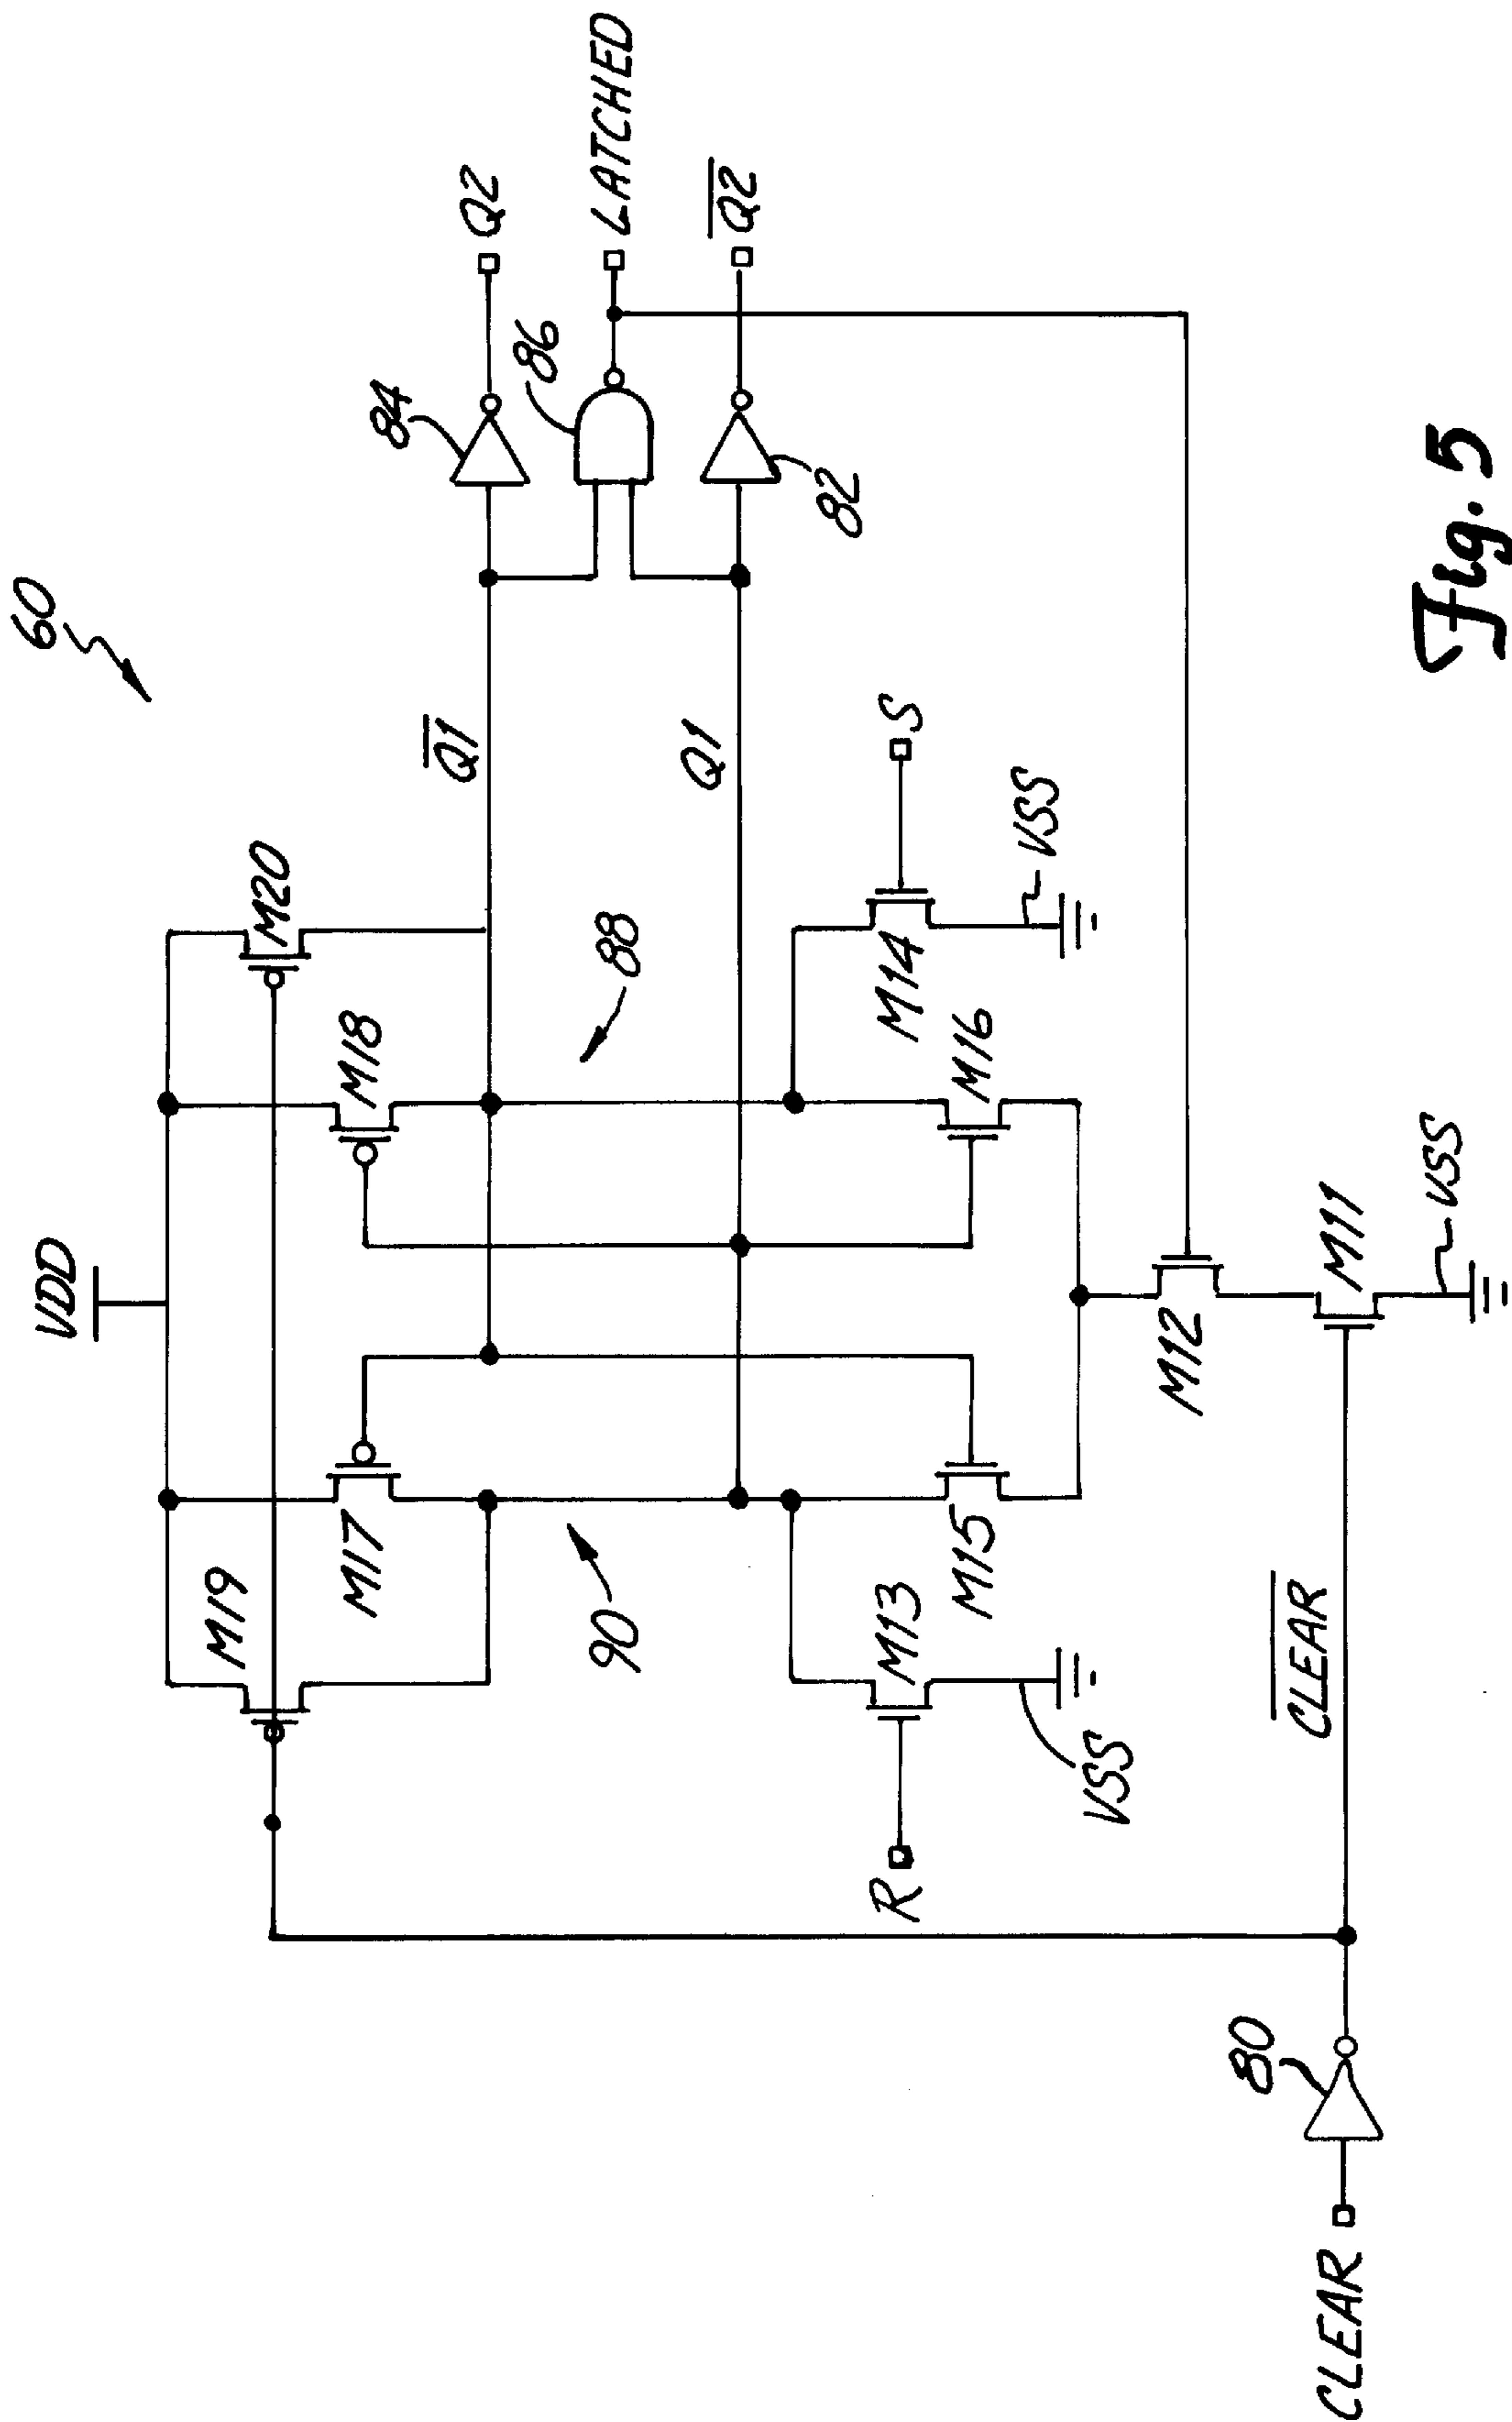 60
VDD
M19
M20
M17
M18
Q1
84
Q2
90
88
86
LATCHED
Q1
82
Q2
R
M13
VSS
M15
M16
M14
S
VSS
M12
CLEAR
M11
VSS
80
CLEAR
Fig. 5